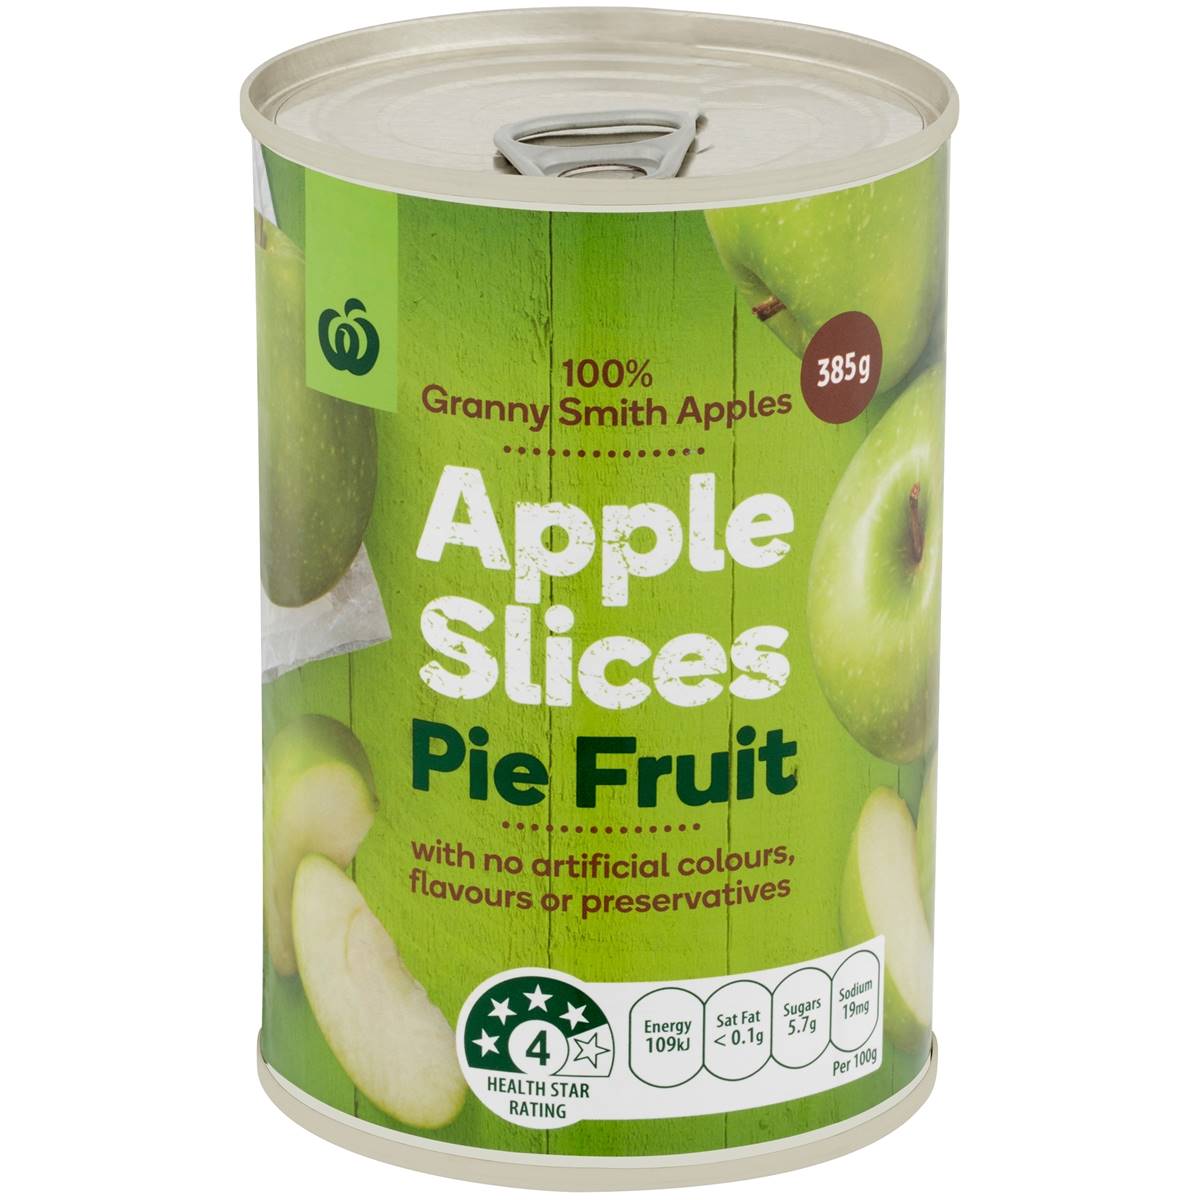 100%
Granny Smith Apples
385g
Apple
Slices
Pie Fruit
with no artificial colours,
flavours or preservatives
4
HEALTH STAR
RATING
Energy
109kJ
Sat Fat
< 0.1g
Sugars
5.7g
Sodium
19mg
Per 100g